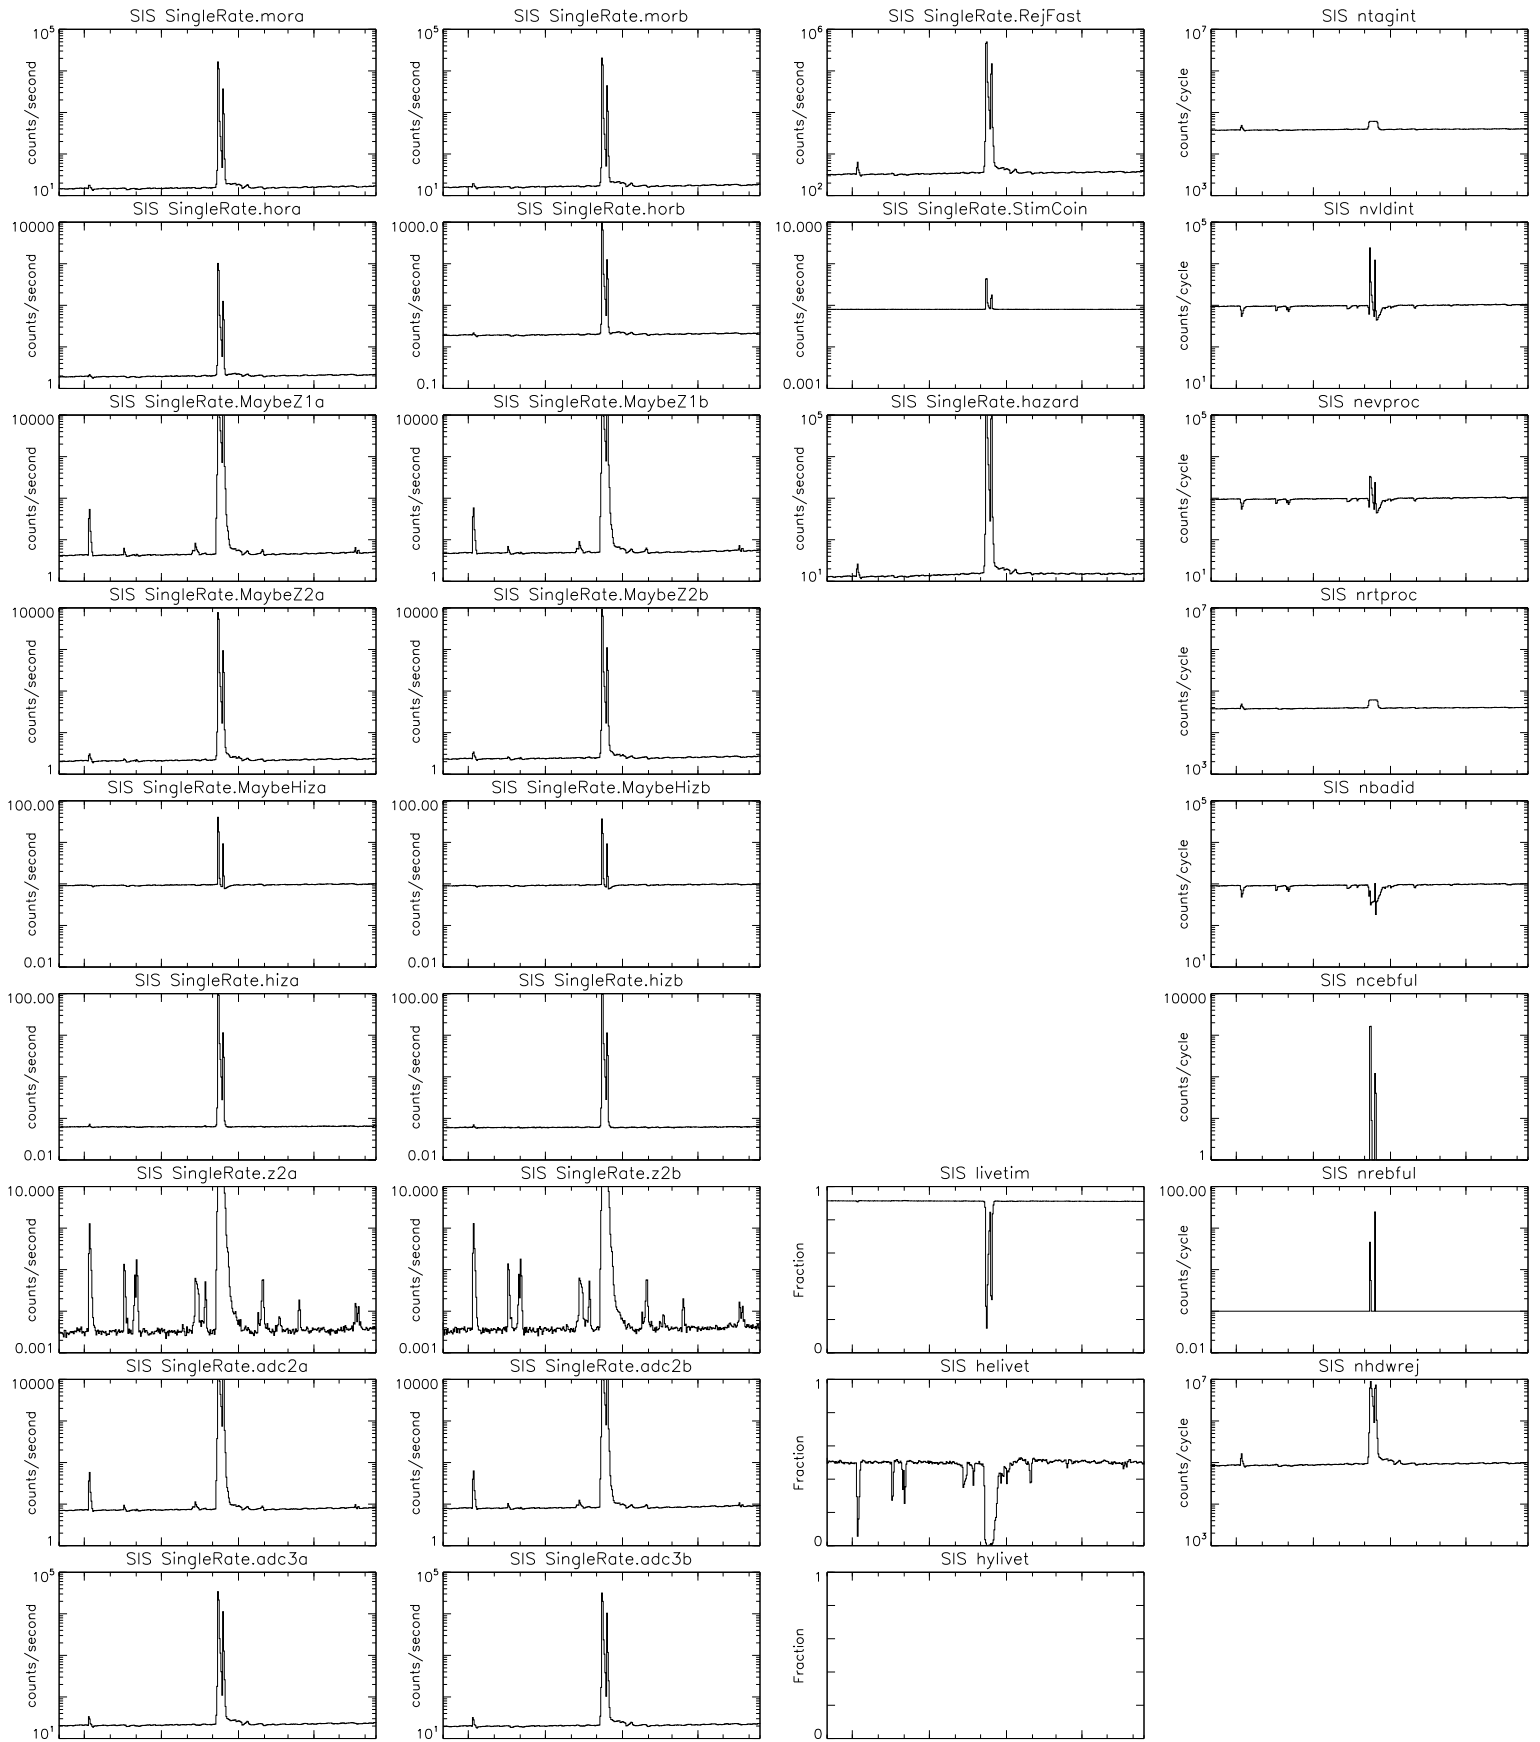 SIS SingleRate.mora
10^5
counts/second
10^1
SIS SingleRate.morb
10^5
counts/second
10^1
SIS SingleRate.RejFast
10^6
counts/second
10^2
SIS ntagint
10^7
counts/cycle
10^3
SIS SingleRate.hora
10000
counts/second
1
SIS SingleRate.horb
1000.0
counts/second
0.1
SIS SingleRate.StimCoin
10.000
counts/second
0.001
SIS nvldint
10^5
counts/cycle
10^1
SIS SingleRate.MaybeZ1a
10000
counts/second
1
SIS SingleRate.MaybeZ1b
10000
counts/second
1
SIS SingleRate.hazard
10^5
counts/second
10^1
SIS nevproc
10^5
counts/cycle
10^1
SIS SingleRate.MaybeZ2a
10000
counts/second
1
SIS SingleRate.MaybeZ2b
10000
counts/second
1
SIS nrtproc
10^7
counts/cycle
10^3
SIS SingleRate.MaybeHiza
100.00
counts/second
0.01
SIS SingleRate.MaybeHizb
100.00
counts/second
0.01
SIS nbadid
10^5
counts/cycle
10^1
SIS SingleRate.hiza
100.00
counts/second
0.01
SIS SingleRate.hizb
100.00
counts/second
0.01
SIS ncebful
10000
counts/cycle
1
SIS SingleRate.z2a
10.000
counts/second
0.001
SIS SingleRate.z2b
10.000
counts/second
0.001
SIS livetim
1
Fraction
0
SIS nrebful
100.00
counts/cycle
0.01
SIS SingleRate.adc2a
10000
counts/second
1
SIS SingleRate.adc2b
10000
counts/second
1
SIS helivet
1
Fraction
0
SIS nhdwrej
10^7
counts/cycle
10^3
SIS SingleRate.adc3a
10^5
counts/second
10^1
SIS SingleRate.adc3b
10^5
counts/second
10^1
SIS hylivet
1
Fraction
0